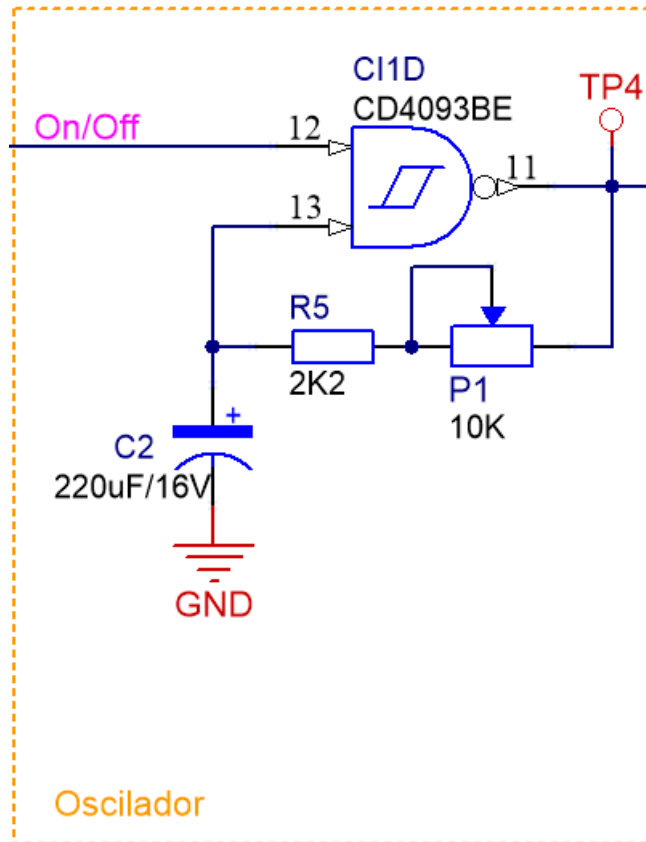 CI1D
CD4093BE
TP4
On/Off
12
11
13
R5
2K2
P1
10K
+
C2
220uF/16V
GND
Oscilador